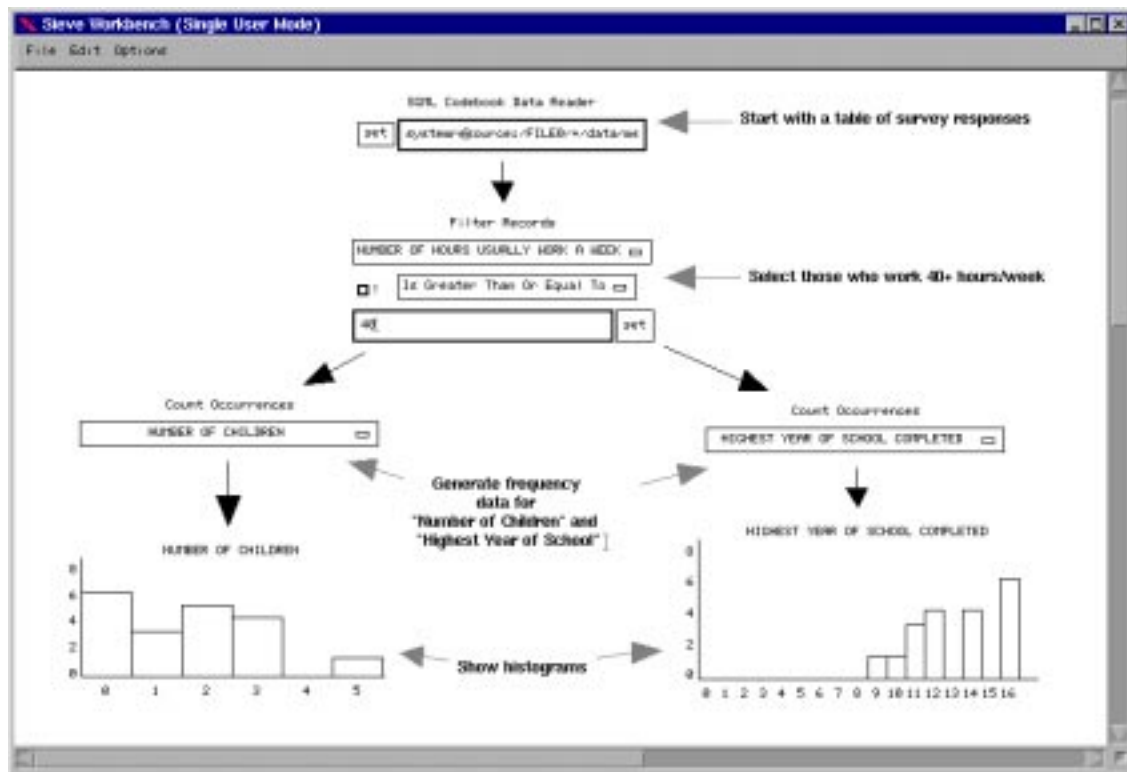 Sieve Workbench (Single User Mode)
File Edit Options
SGML Codebook Data Reader
set
Start with a table of survey responses
Filter Records
NUMBER OF HOURS USUALLY WORK A WEEK
Is Greater Than Or Equal To
Select those who work 40+ hours/week
40
set
Count Occurrences
NUMBER OF CHILDREN
Count Occurrences
HIGHEST YEAR OF SCHOOL COMPLETED
Generate frequency
data for
"Number of Children" and
"Highest Year of School"
NUMBER OF CHILDREN
8
6
4
2
0
0 1 2 3 4 5
Show histograms
HIGHEST YEAR OF SCHOOL COMPLETED
8
6
4
2
0
0 1 2 3 4 5 6 7 8 9 10 11 12 13 14 15 16